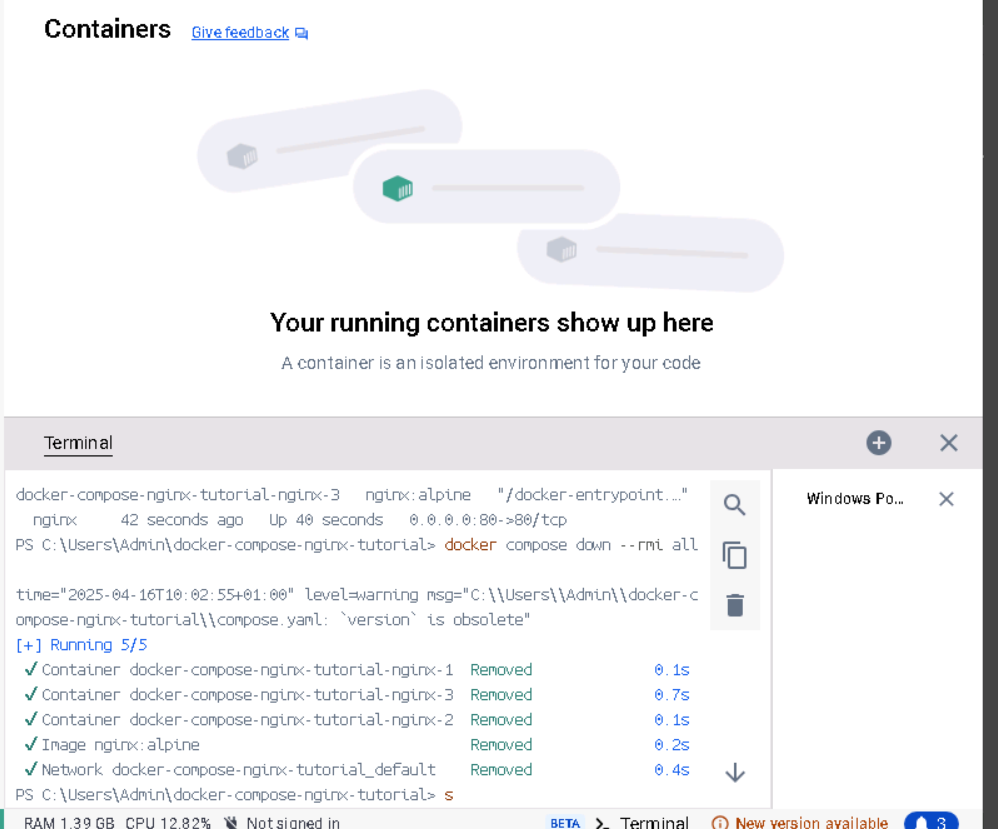 Containers Give feedback
Your running containers show up here
A container is an isolated environment for your code
Terminal
docker-compose-nginx-tutorial-nginx-3 nginx:alpine "/docker-entrypoint.…"
nginx 42 seconds ago Up 40 seconds 0.0.0.0:80->80/tcp
PS C:\Users\Admin\docker-compose-nginx-tutorial> docker compose down --rmi all
time="2025-04-16T10:02:55+01:00" level=warning msg="C:\\Users\\Admin\\docker-c
ompose-nginx-tutorial\\compose.yaml: `version` is obsolete"
[+] Running 5/5
✓ Container docker-compose-nginx-tutorial-nginx-1 Removed 0.1s
✓ Container docker-compose-nginx-tutorial-nginx-3 Removed 0.7s
✓ Container docker-compose-nginx-tutorial-nginx-2 Removed 0.1s
✓ Image nginx:alpine Removed 0.2s
✓ Network docker-compose-nginx-tutorial_default Removed 0.4s
PS C:\Users\Admin\docker-compose-nginx-tutorial> s
Windows Po...
RAM 1.39 GB CPU 12.82% Not signed in BETA >_ Terminal New version available 3